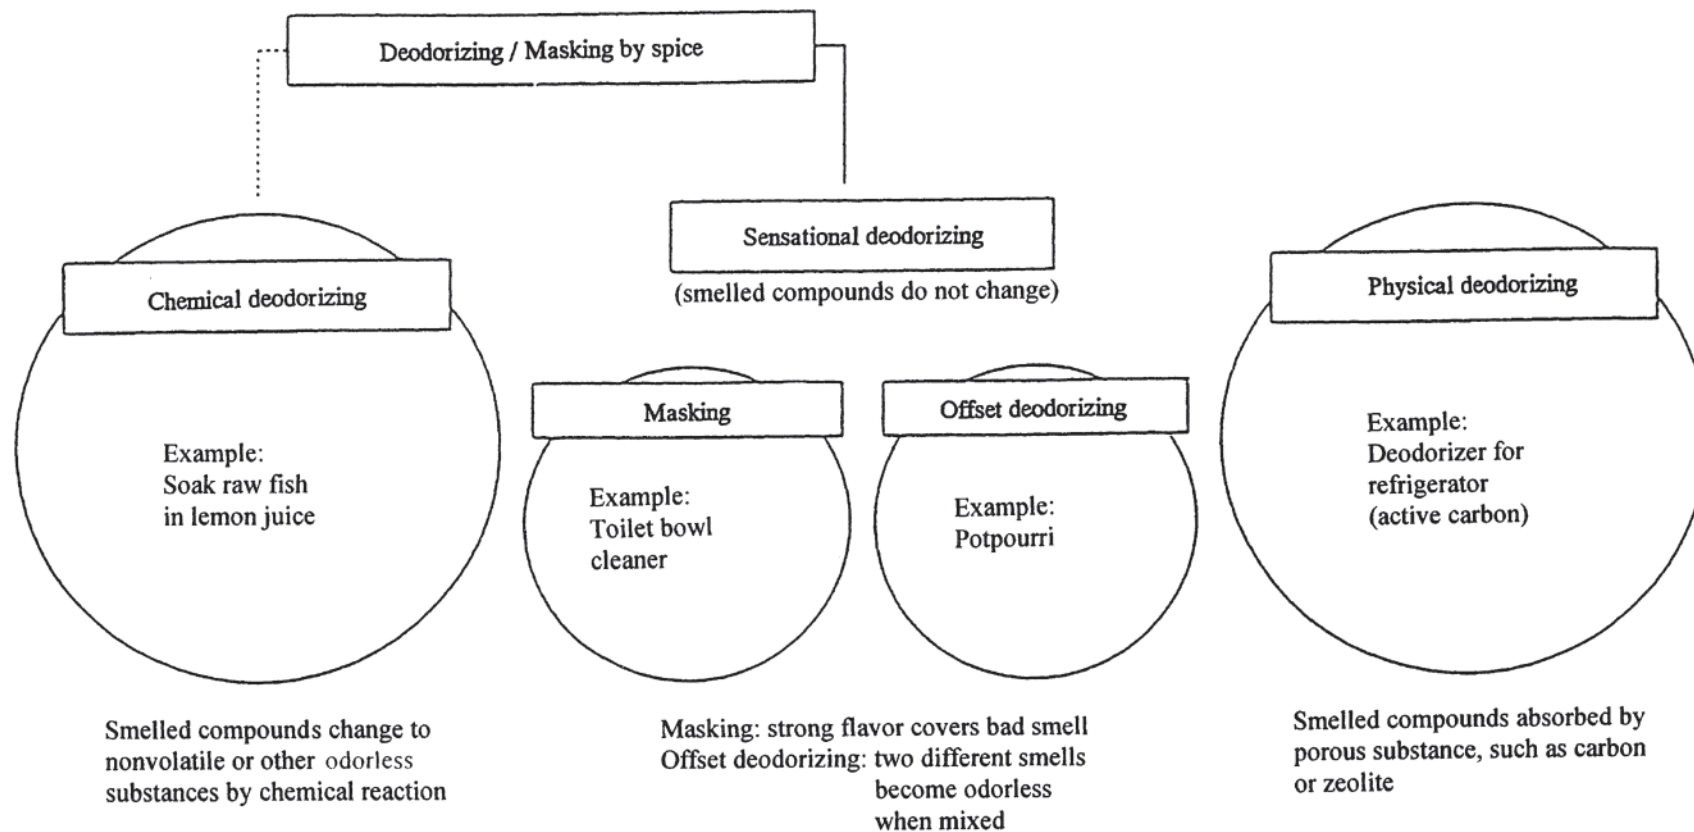 Deodorizing / Masking by spice
Sensational deodorizing
(smelled compounds do not change)
Chemical deodorizing
Example:
Soak raw fish
in lemon juice
Smelled compounds change to
nonvolatile or other odorless
substances by chemical reaction
Masking
Example:
Toilet bowl
cleaner
Offset deodorizing
Example:
Potpourri
Masking: strong flavor covers bad smell
Offset deodorizing: two different smells
become odorless
when mixed
Physical deodorizing
Example:
Deodorizer for
refrigerator
(active carbon)
Smelled compounds absorbed by
porous substance, such as carbon
or zeolite